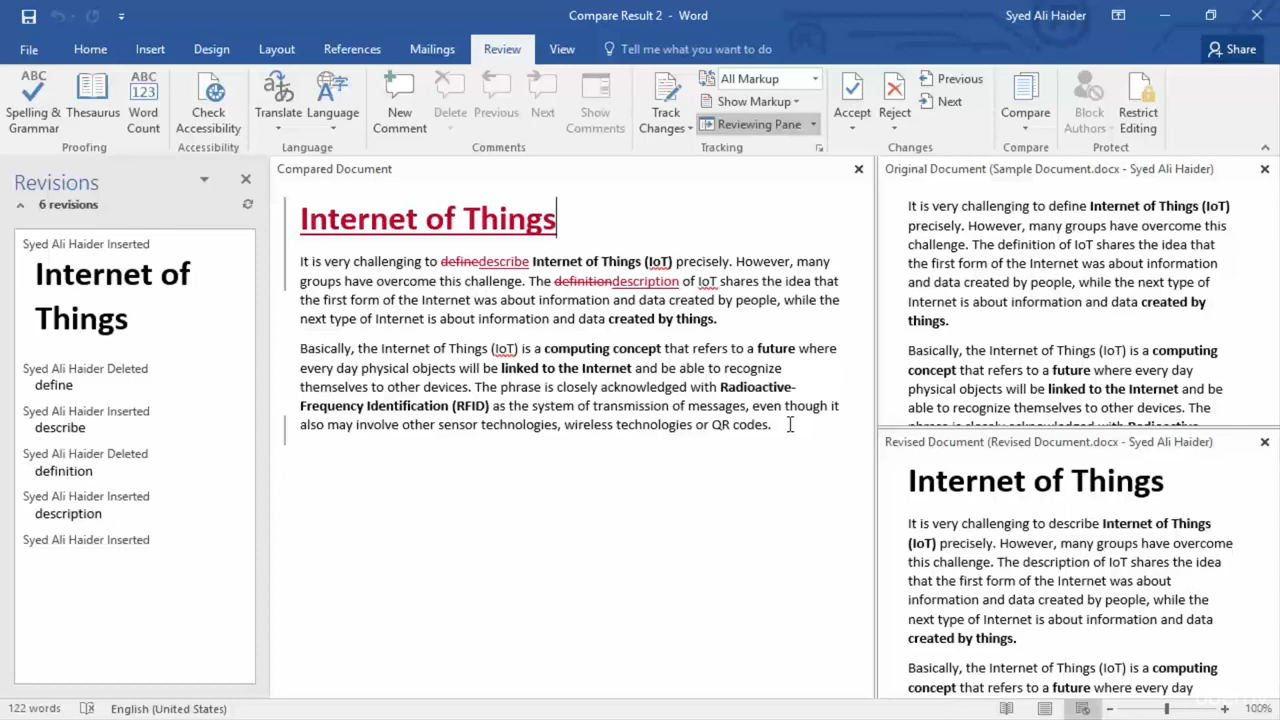 Compare Result 2 - Word
Syed Ali Haider
File Home Insert Design Layout References Mailings Review View Tell me what you want to do Share
Spelling & Grammar
Thesaurus
Word Count
Check Accessibility
Translate
Language
New Comment
Delete
Previous
Next
Show Comments
Track Changes
All Markup
Show Markup
Reviewing Pane
Accept
Reject
Previous
Next
Compare
Block Authors
Restrict Editing
Proofing Accessibility Language Comments Tracking Changes Compare Protect
Revisions
6 revisions
Syed Ali Haider Inserted
Internet of
Things
Syed Ali Haider Deleted
define
Syed Ali Haider Inserted
describe
Syed Ali Haider Deleted
definition
Syed Ali Haider Inserted
description
Syed Ali Haider Inserted
Compared Document
Internet of Things
It is very challenging to definedescribe Internet of Things (IoT) precisely. However, many
groups have overcome this challenge. The definitiondescription of IoT shares the idea that
the first form of the Internet was about information and data created by people, while the
next type of Internet is about information and data created by things.
Basically, the Internet of Things (IoT) is a computing concept that refers to a future where
every day physical objects will be linked to the Internet and be able to recognize
themselves to other devices. The phrase is closely acknowledged with Radioactive-
Frequency Identification (RFID) as the system of transmission of messages, even though it
also may involve other sensor technologies, wireless technologies or QR codes.
Original Document (Sample Document.docx - Syed Ali Haider)
It is very challenging to define Internet of Things (IoT)
precisely. However, many groups have overcome this
challenge. The definition of IoT shares the idea that
the first form of the Internet was about information
and data created by people, while the next type of
Internet is about information and data created by
things.
Basically, the Internet of Things (IoT) is a computing
concept that refers to a future where every day
physical objects will be linked to the Internet and be
able to recognize themselves to other devices. The
phrase is closely acknowledged with Radioactive-
Revised Document (Revised Document.docx - Syed Ali Haider)
Internet of Things
It is very challenging to describe Internet of Things
(IoT) precisely. However, many groups have overcome
this challenge. The description of IoT shares the idea
that the first form of the Internet was about
information and data created by people, while the
next type of Internet is about information and data
created by things.
Basically, the Internet of Things (IoT) is a computing
concept that refers to a future where every day
122 words English (United States) 100%